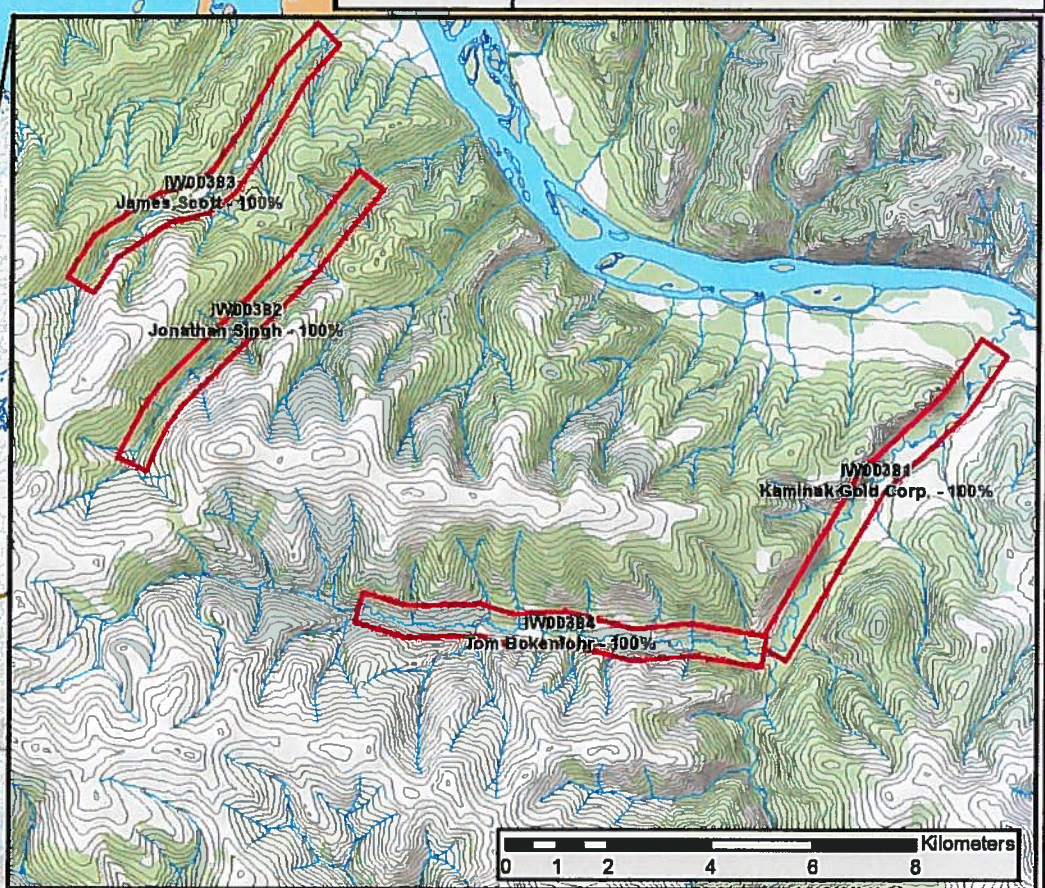 IW00383
James Scott - 100%
IW00382
Jonathan Singh - 100%
IW00381
Kaminak Gold Corp. - 100%
IW00384
Tom Bokenfohr - 100%
Kilometers
0 1 2 4 6 8